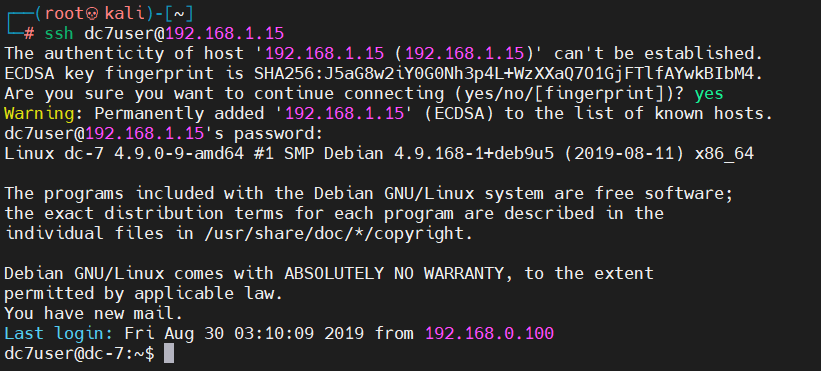 ┌──(root💀kali)-[~]
└─# ssh dc7user@192.168.1.15
The authenticity of host '192.168.1.15 (192.168.1.15)' can't be established.
ECDSA key fingerprint is SHA256:J5aG8w2iY0G0Nh3p4L+WzXXaQ7O1GjFTlfAYwkBIbM4.
Are you sure you want to continue connecting (yes/no/[fingerprint])? yes
Warning: Permanently added '192.168.1.15' (ECDSA) to the list of known hosts.
dc7user@192.168.1.15's password:
Linux dc-7 4.9.0-9-amd64 #1 SMP Debian 4.9.168-1+deb9u5 (2019-08-11) x86_64

The programs included with the Debian GNU/Linux system are free software;
the exact distribution terms for each program are described in the
individual files in /usr/share/doc/*/copyright.

Debian GNU/Linux comes with ABSOLUTELY NO WARRANTY, to the extent
permitted by applicable law.
You have new mail.
Last login: Fri Aug 30 03:10:09 2019 from 192.168.0.100
dc7user@dc-7:~$